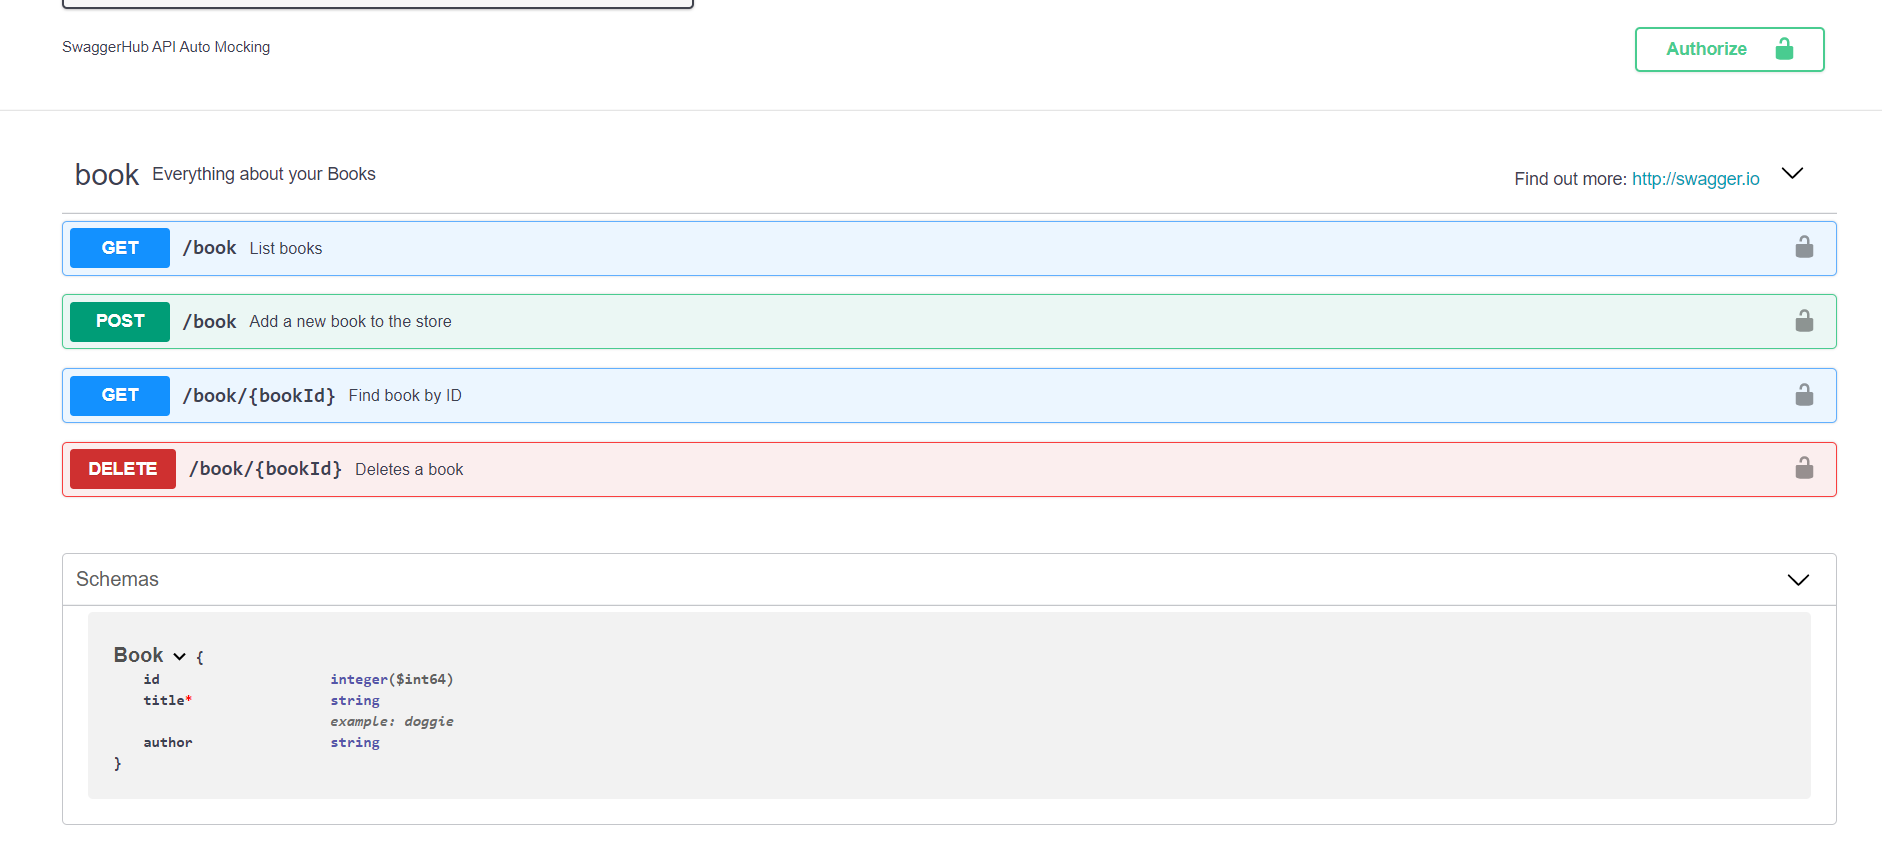 SwaggerHub API Auto Mocking
Authorize
book Everything about your Books
Find out more: http://swagger.io
GET /book List books
POST /book Add a new book to the store
GET /book/{bookId} Find book by ID
DELETE /book/{bookId} Deletes a book
Schemas
Book {
id integer($int64)
title* string
example: doggie
author string
}